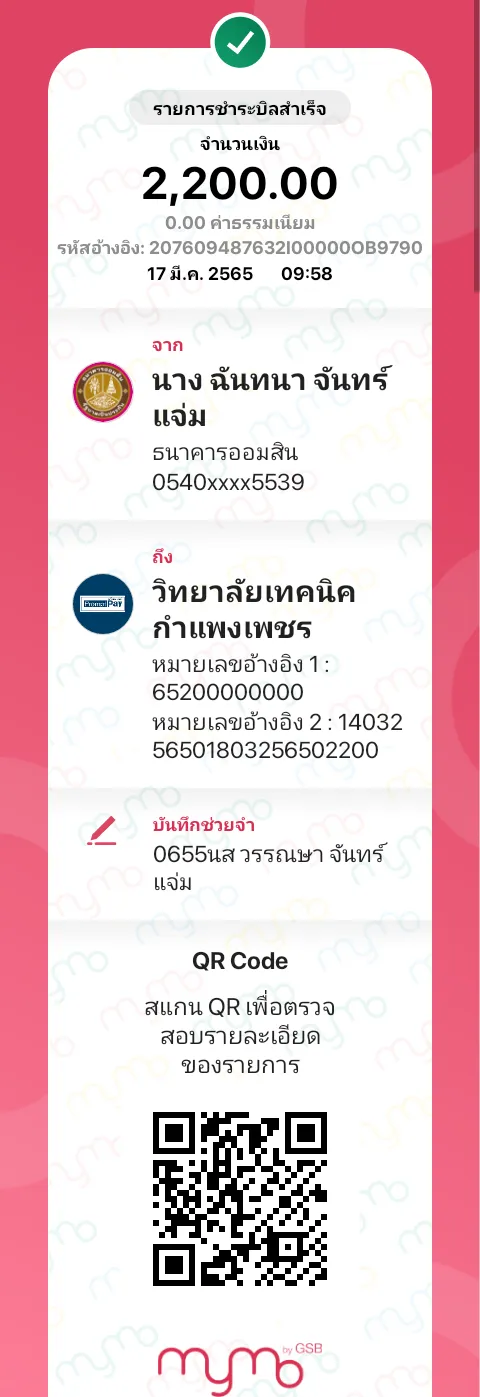 รายการชำระบิลสำเร็จ
จำนวนเงิน
2,200.00
0.00 ค่าธรรมเนียม
รหัสอ้างอิง: 207609487632I00000OB9790
17 มี.ค. 2565 09:58
จาก
นาง ฉันทนา จันทร์
แจ่ม
ธนาคารออมสิน
0540xxxx5539
ถึง
PromptPay
วิทยาลัยเทคนิค
กำแพงเพชร
หมายเลขอ้างอิง 1 :
65200000000
หมายเลขอ้างอิง 2 : 14032
56501803256502200
บันทึกช่วยจำ
0655นส วรรณษา จันทร์
แจ่ม
QR Code
สแกน QR เพื่อตรวจ
สอบรายละเอียด
ของรายการ
mymo by GSB